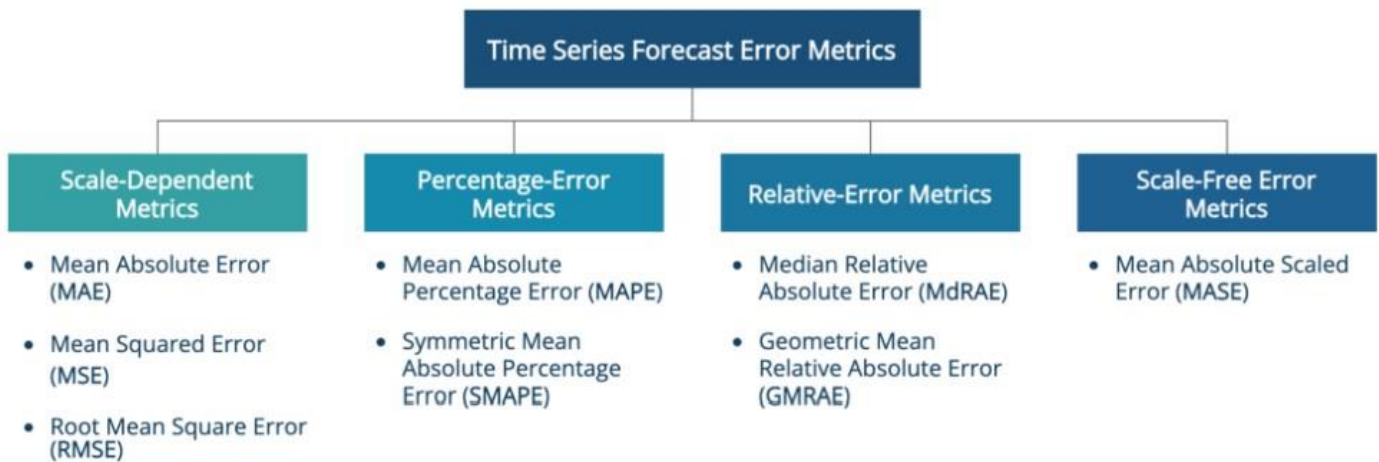 Time Series Forecast Error Metrics
Scale-Dependent
Metrics
• Mean Absolute Error
(MAE)
• Mean Squared Error
(MSE)
• Root Mean Square Error
(RMSE)
Percentage-Error
Metrics
• Mean Absolute
Percentage Error (MAPE)
• Symmetric Mean
Absolute Percentage
Error (SMAPE)
Relative-Error Metrics
• Median Relative
Absolute Error (MdRAE)
• Geometric Mean
Relative Absolute Error
(GMRAE)
Scale-Free Error
Metrics
• Mean Absolute Scaled
Error (MASE)